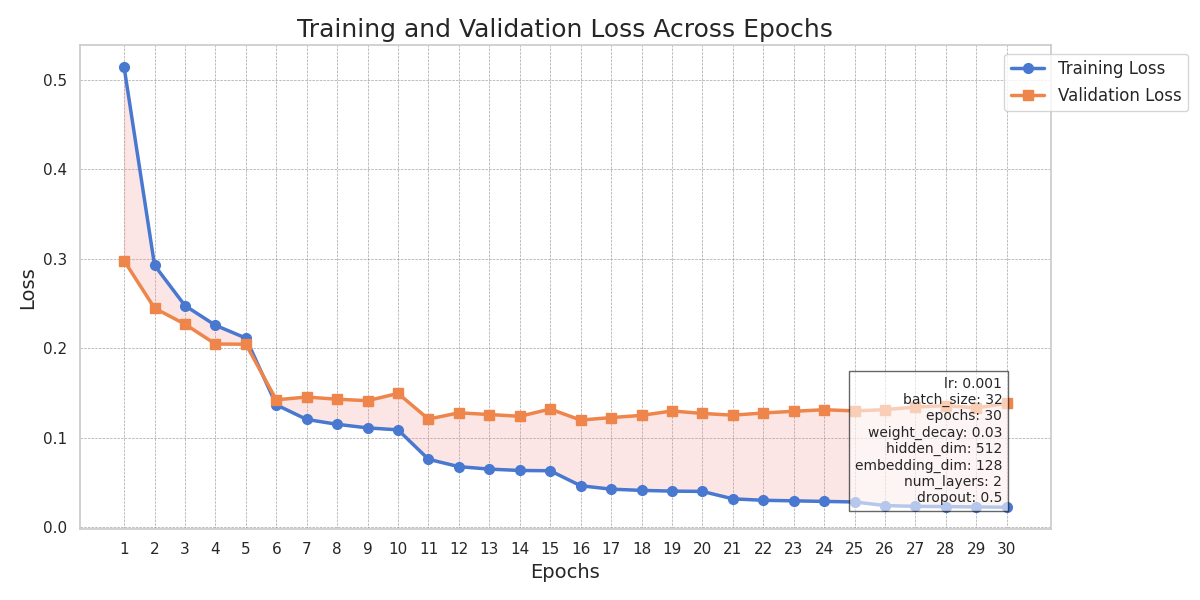 Training and Validation Loss Across Epochs
Training Loss
Validation Loss
Loss
0.5
0.4
0.3
0.2
0.1
0.0
lr: 0.001
batch_size: 32
epochs: 30
weight_decay: 0.03
hidden_dim: 512
embedding_dim: 128
num_layers: 2
dropout: 0.5
1 2 3 4 5 6 7 8 9 10 11 12 13 14 15 16 17 18 19 20 21 22 23 24 25 26 27 28 29 30
Epochs